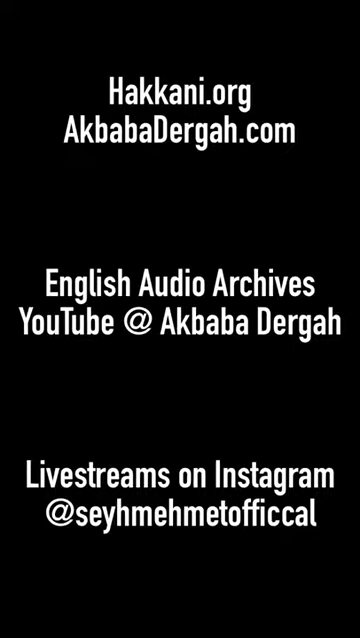 Hakkani.org
AkbabaDergah.com
English Audio Archives
YouTube @ Akbaba Dergah
Livestreams on Instagram
@seyhmehmetofficcal